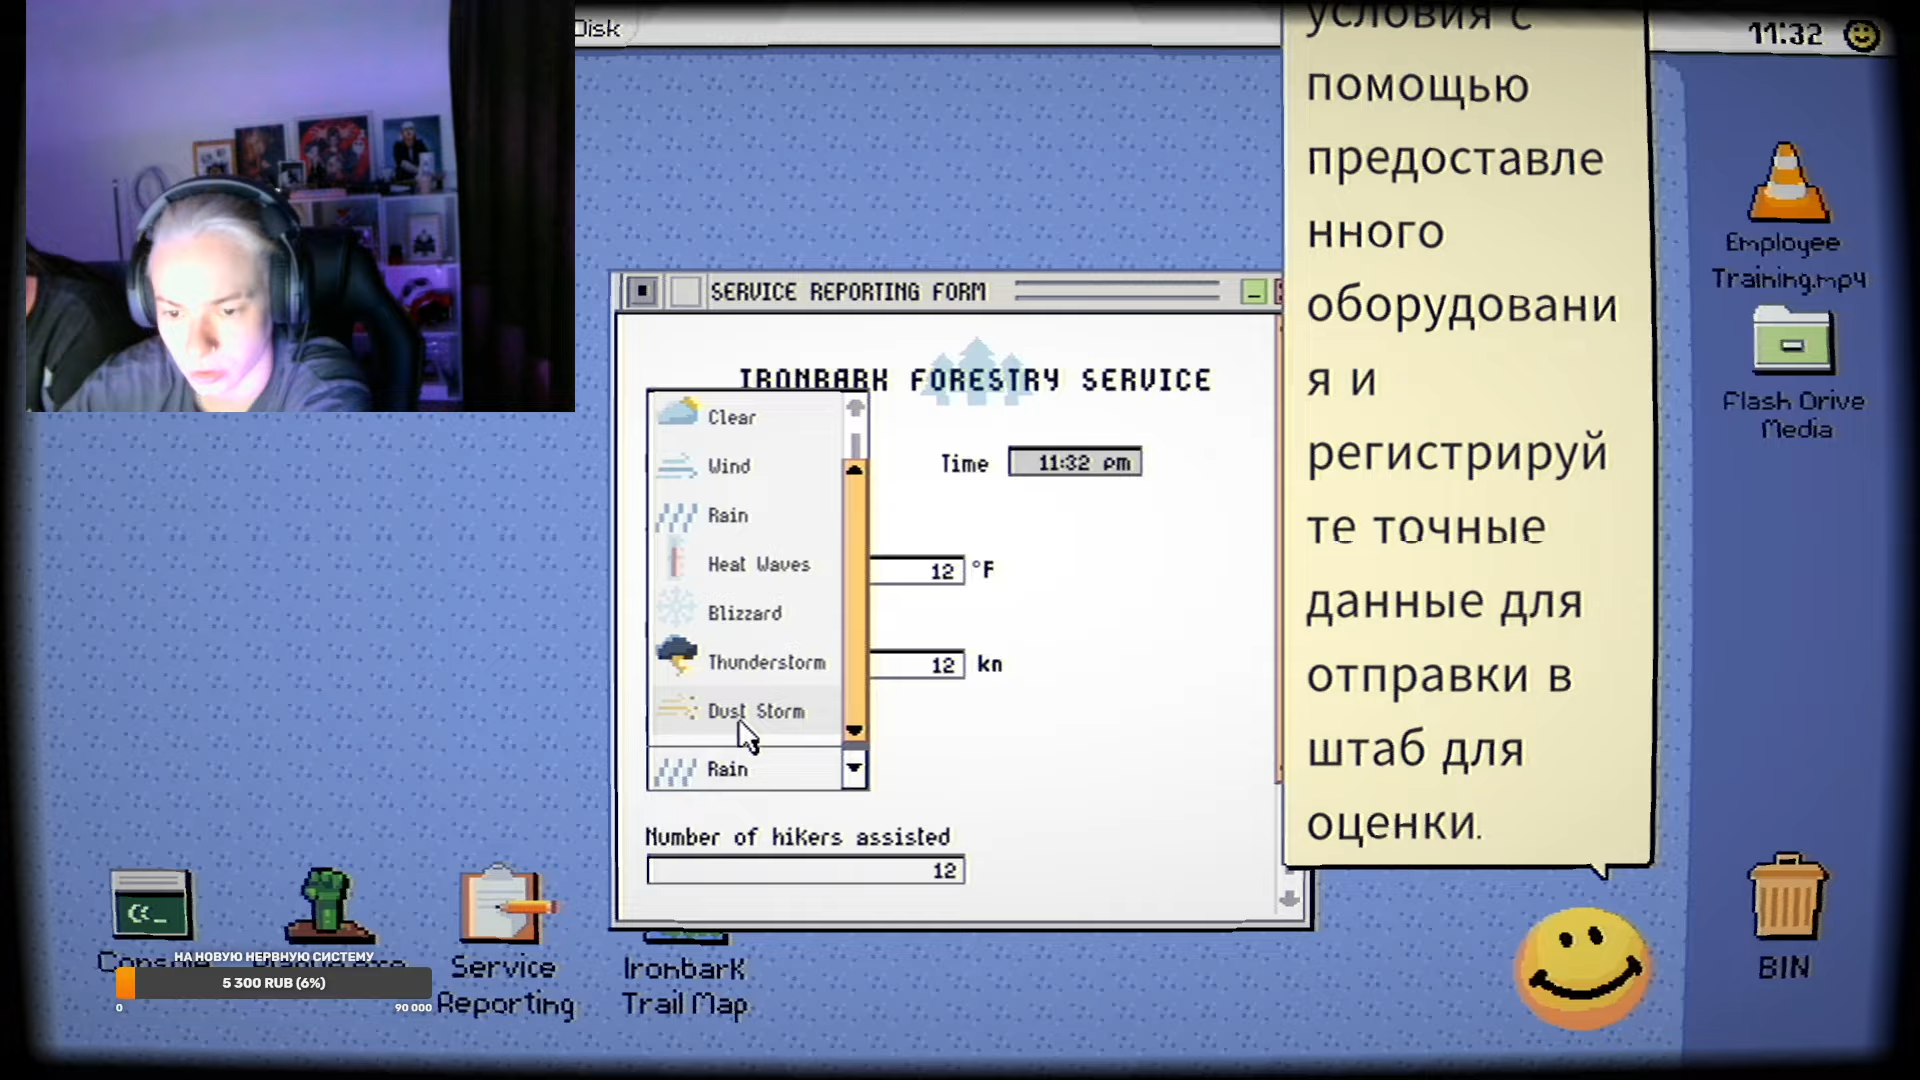 Disk
11:32
условия с
помощью
предоставле
нного
оборудовани
я и
регистрируй
те точные
данные для
отправки в
штаб для
оценки.
Employee
Training.mp4
Flash Drive
Media
SERVICE REPORTING FORM
IRONBARK FORESTRY SERVICE
Time 11:32 pm
Clear
Wind
Rain
Heat Waves
Blizzard
Thunderstorm
Dust Storm
Rain
12 °F
12 kn
Number of hikers assisted
12
Console
НА НОВУЮ НЕРВНУЮ СИСТЕМУ
5 300 RUB (6%)
0
90 000
Service
Reporting
Ironbark
Trail Map
BIN